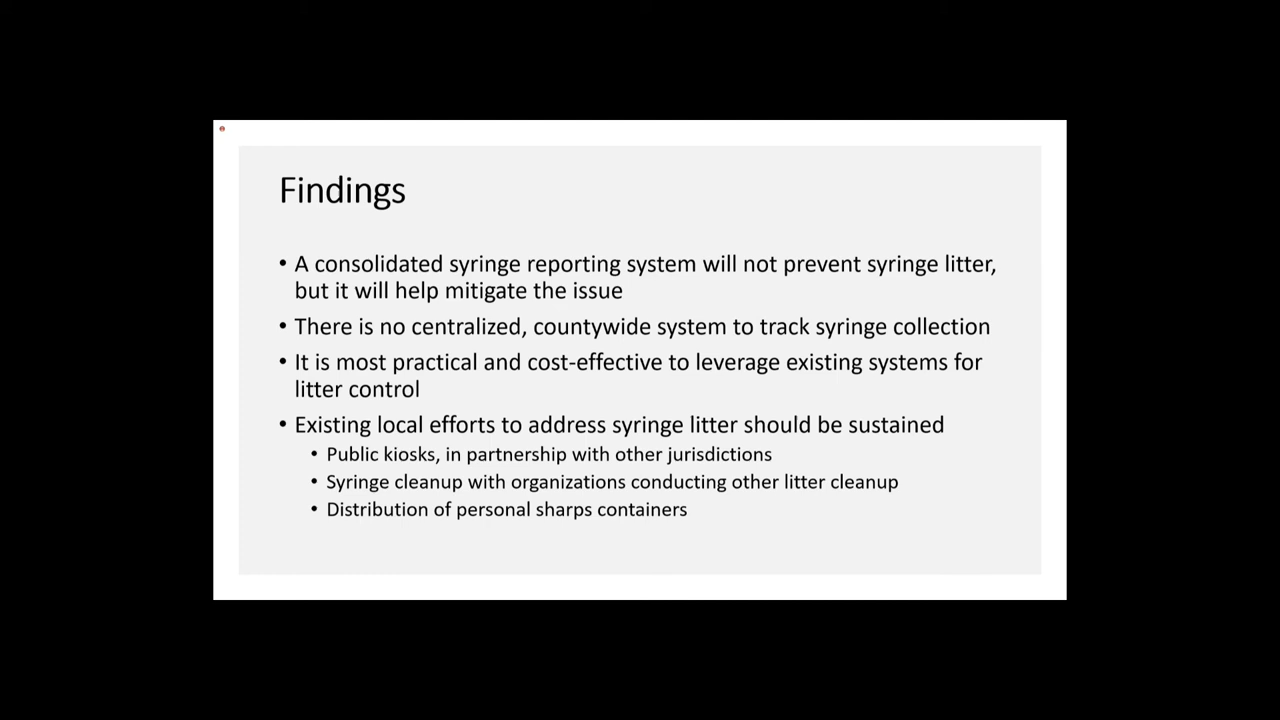 Findings
• A consolidated syringe reporting system will not prevent syringe litter,
but it will help mitigate the issue
• There is no centralized, countywide system to track syringe collection
• It is most practical and cost-effective to leverage existing systems for
litter control
• Existing local efforts to address syringe litter should be sustained
• Public kiosks, in partnership with other jurisdictions
• Syringe cleanup with organizations conducting other litter cleanup
• Distribution of personal sharps containers